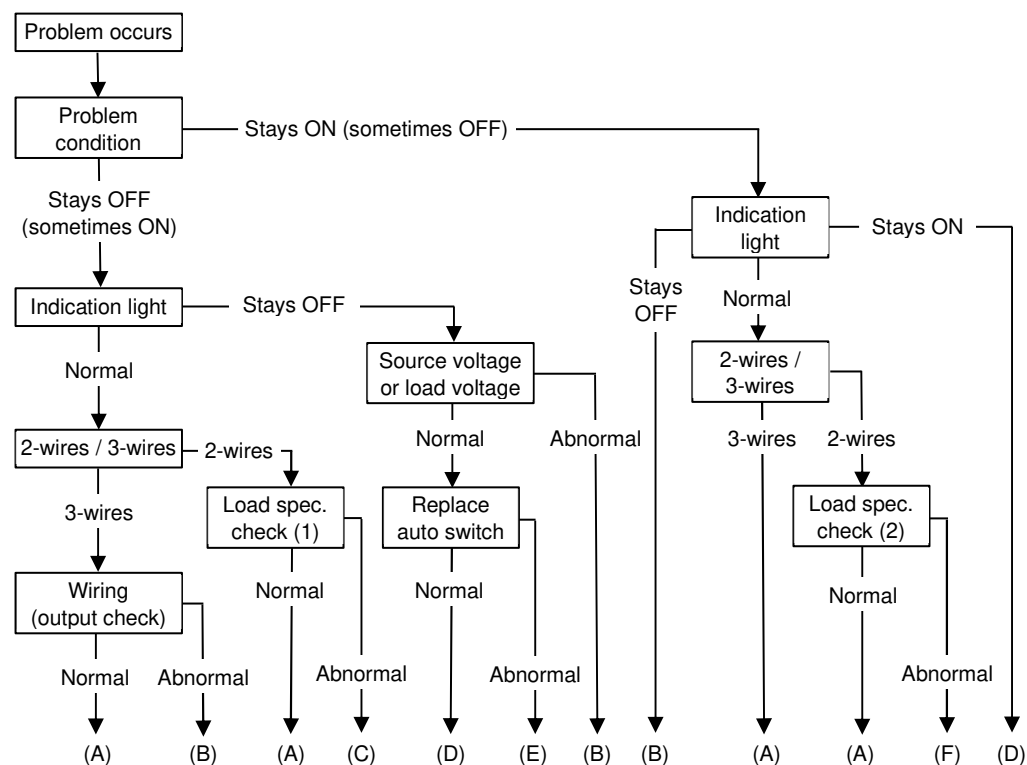 Problem occurs
Problem
condition
Stays ON (sometimes OFF)
Stays OFF
(sometimes ON)
Indication
light
Stays ON
Stays
OFF
Normal
Indication light
Stays OFF
Normal
Source voltage
or load voltage
2-wires /
3-wires
Normal
Abnormal
3-wires
2-wires
2-wires / 3-wires
2-wires
3-wires
Load spec.
check (1)
Replace
auto switch
Load spec.
check (2)
Wiring
(output check)
Normal
Normal
Normal
Normal
Abnormal
Abnormal
Abnormal
Abnormal
(A)
(B)
(A)
(C)
(D)
(E)
(B)
(B)
(A)
(A)
(F)
(D)